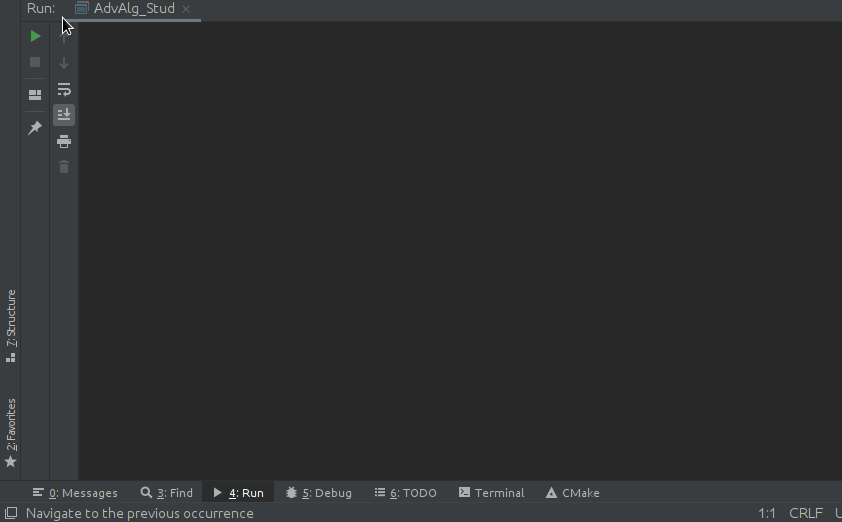 Run: AdvAlg_Stud
7: Structure
2: Favorites
0: Messages 3: Find 4: Run 5: Debug 6: TODO Terminal CMake
Navigate to the previous occurrence 1:1 CRLF